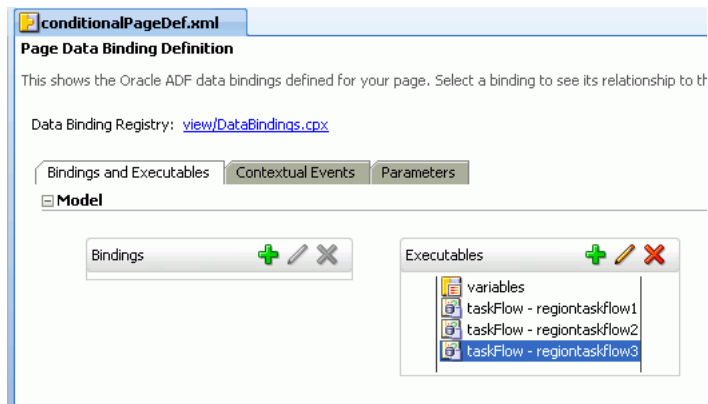 conditionalPageDef.xml
Page Data Binding Definition
This shows the Oracle ADF data bindings defined for your page. Select a binding to see its relationship to th
Data Binding Registry: view/DataBindings.cpx
Bindings and Executables Contextual Events Parameters
Model
Bindings Executables
variables
taskFlow - regiontaskflow1
taskFlow - regiontaskflow2
taskFlow - regiontaskflow3